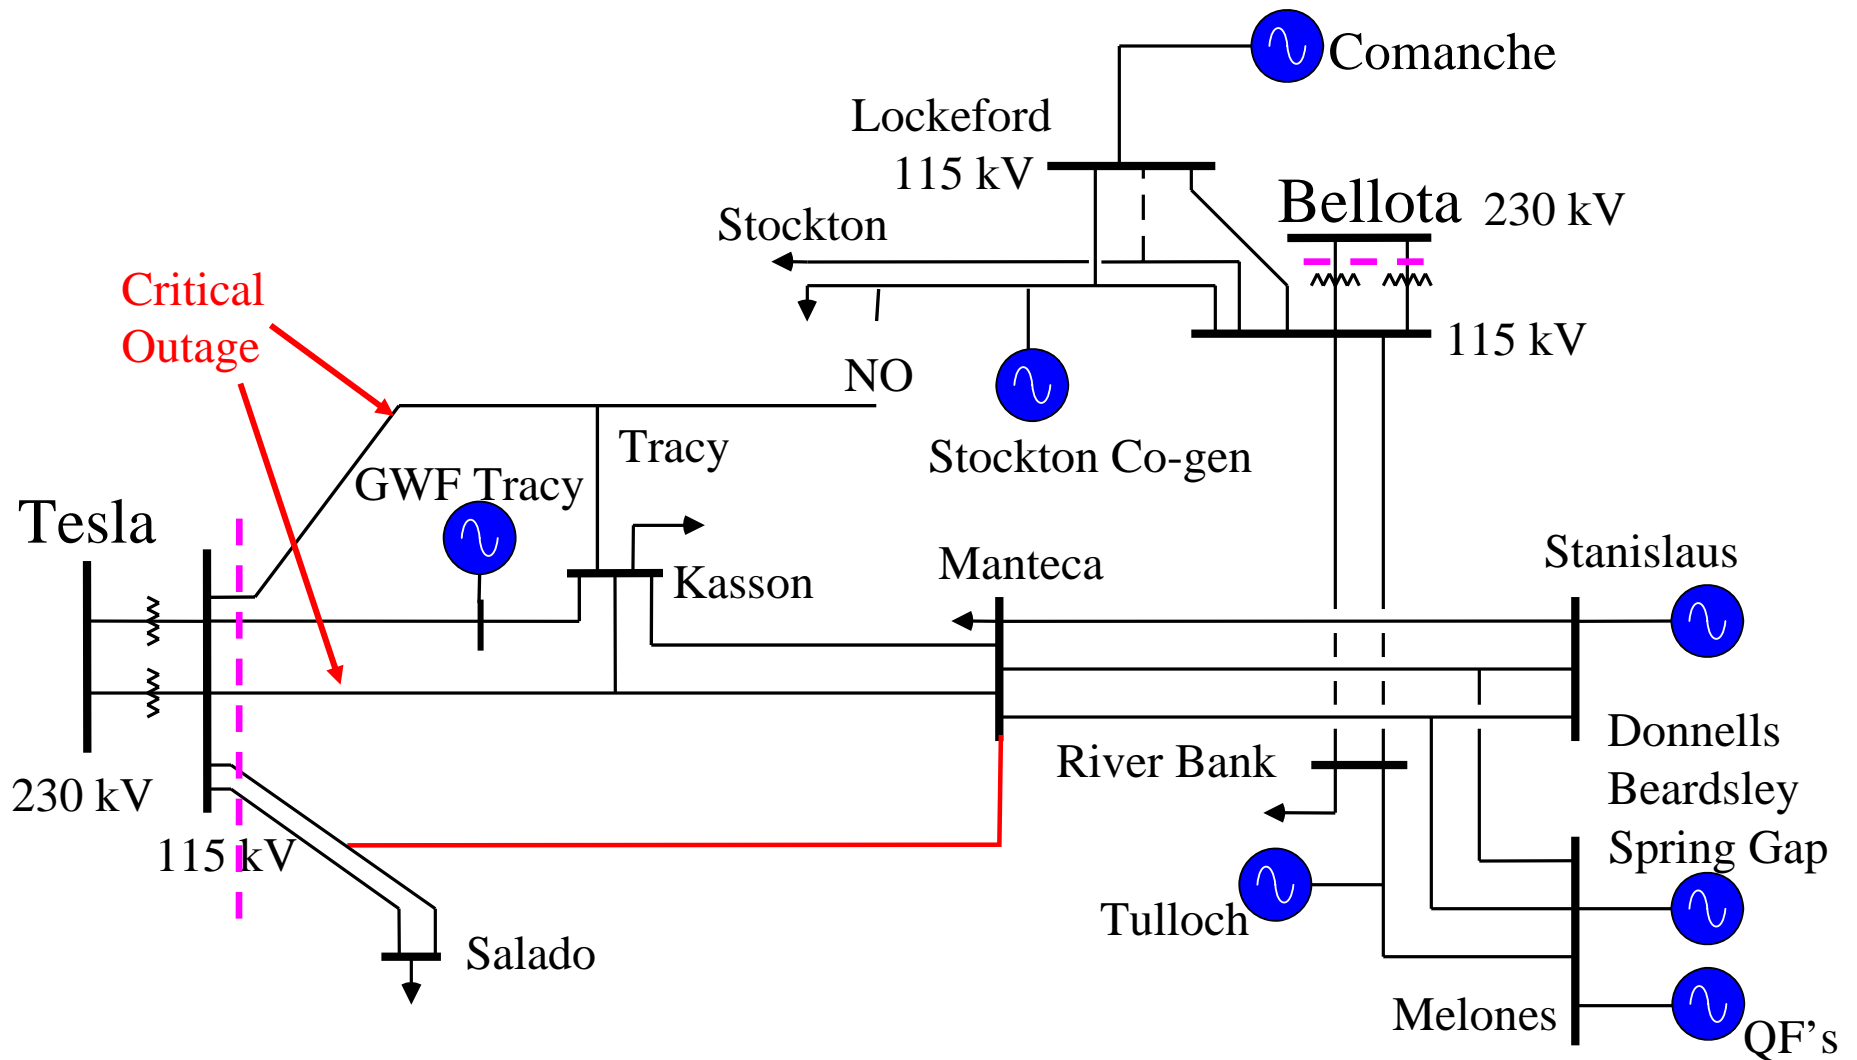 Comanche
Lockeford
115 kV
Bellota 230 kV
Stockton
Critical
Outage
115 kV
NO
Tracy
Stockton Co-gen
GWF Tracy
Tesla
Manteca
Stanislaus
Kasson
River Bank
Donnells
Beardsley
Spring Gap
230 kV
115 kV
Tulloch
Salado
Melones
QF’s